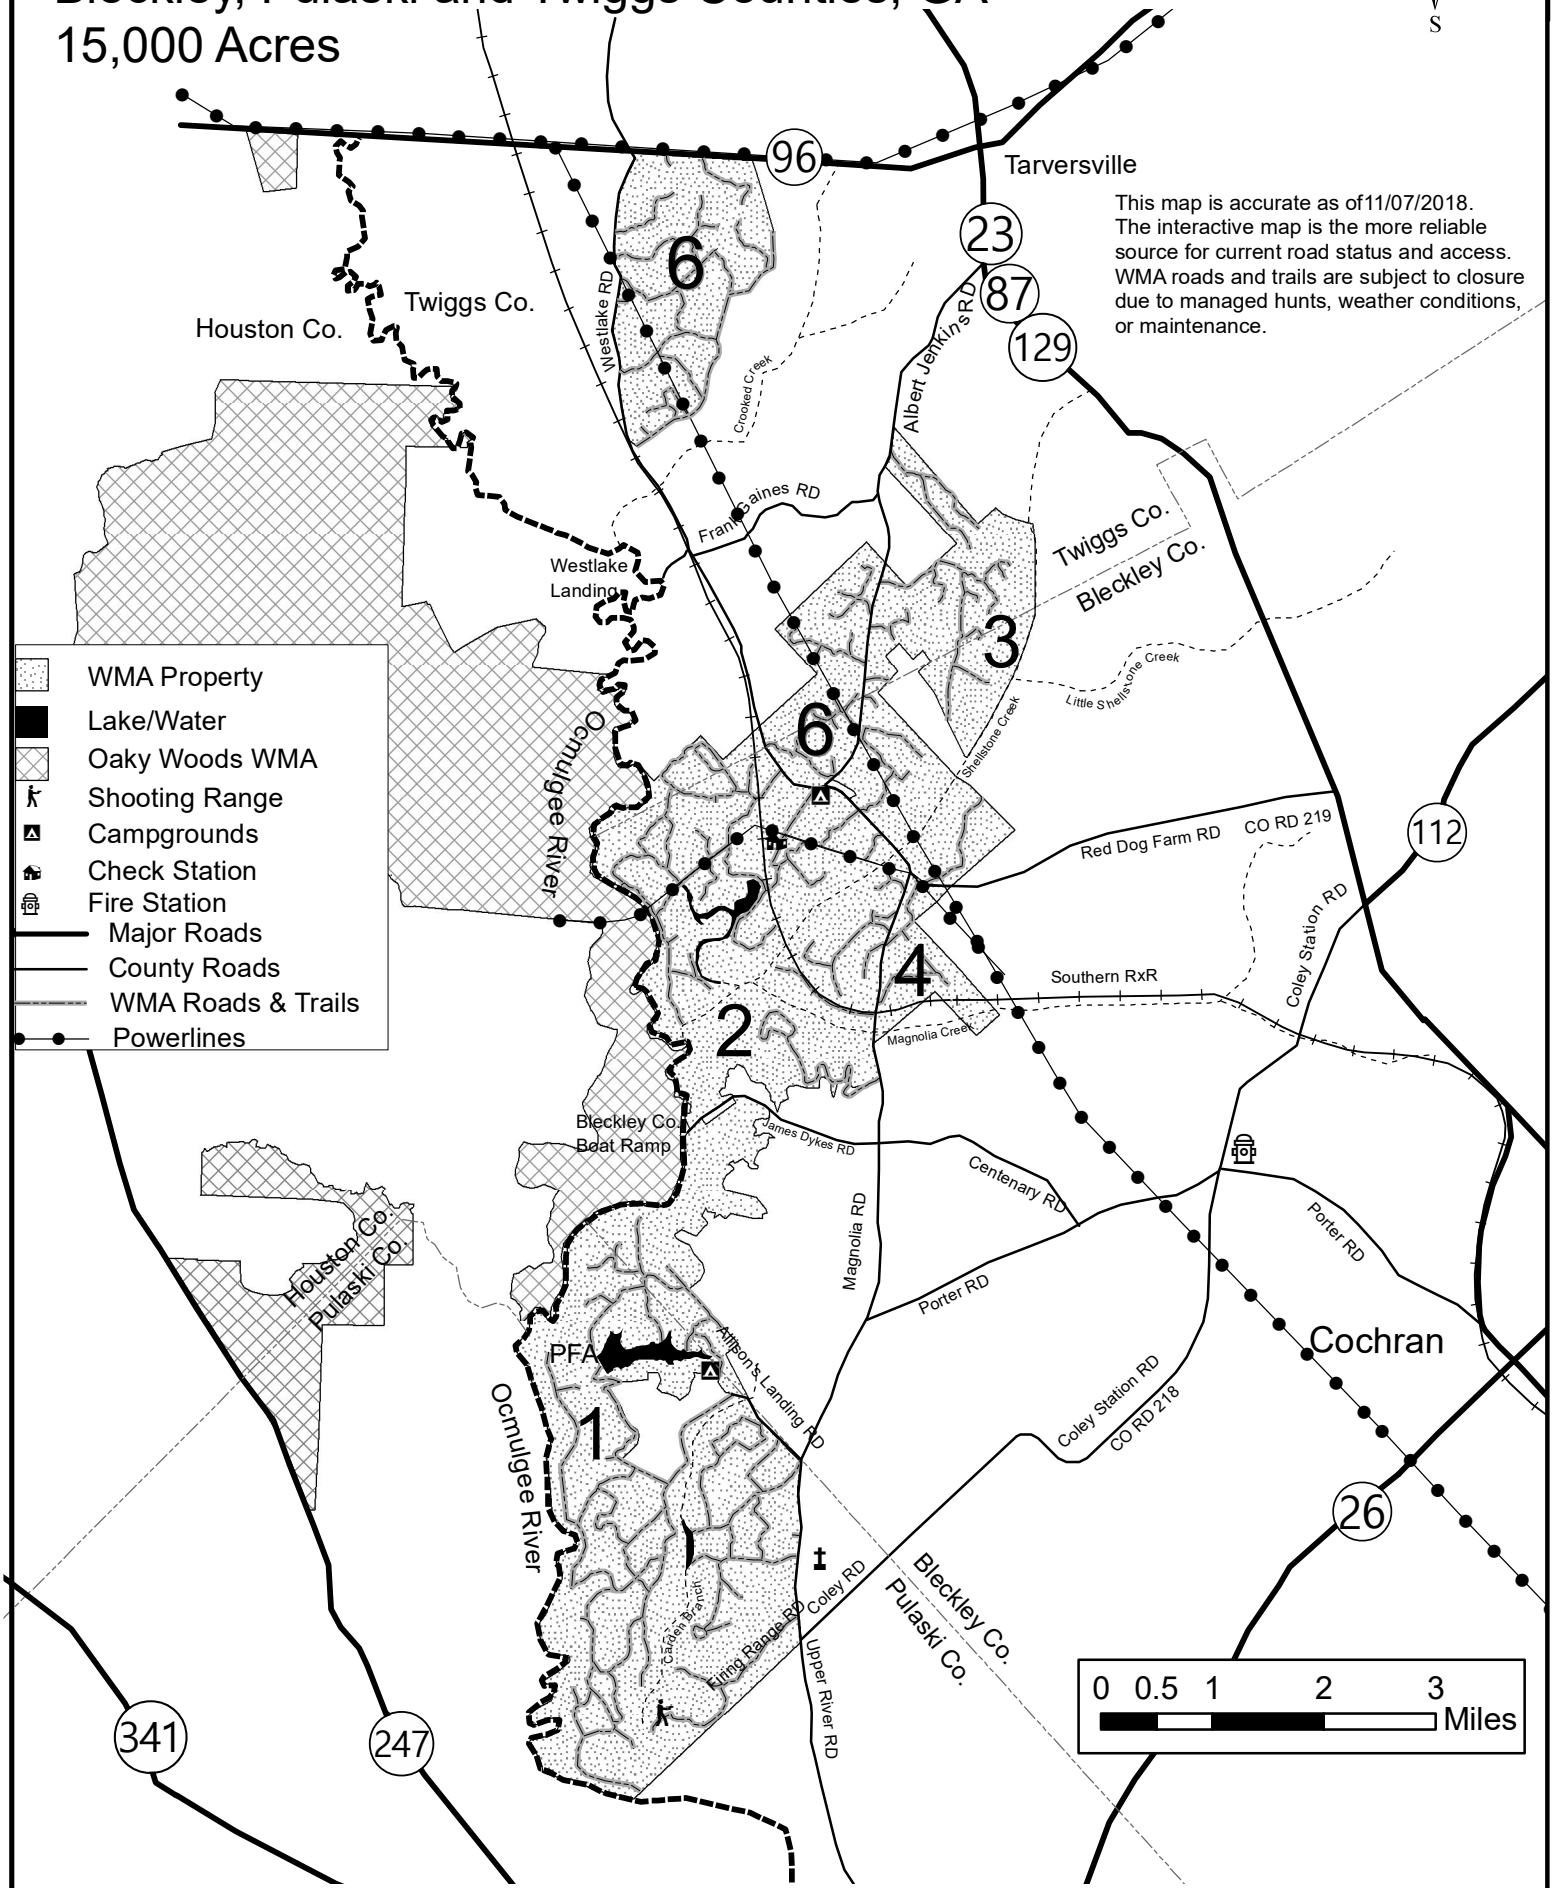 Bleckley, Pulaski and Twiggs Counties, GA
15,000 Acres
S
96
Tarversville
This map is accurate as of11/07/2018.
The interactive map is the more reliable
source for current road status and access.
WMA roads and trails are subject to closure
due to managed hunts, weather conditions,
or maintenance.
23
87
129
6
Twiggs Co.
Houston Co.
Westlake RD
Albert Jenkins RD
Crooked Creek
Frank Gaines RD
Westlake
Landing
Twiggs Co.
Bleckley Co.
3
Little Shellstone Creek
Shellstone Creek
6
WMA Property
Lake/Water
Oaky Woods WMA
Shooting Range
Campgrounds
Check Station
Fire Station
Major Roads
County Roads
WMA Roads & Trails
Powerlines
Ocmulgee River
Red Dog Farm RD
CO RD 219
112
Coley Station RD
4
Southern RxR
2
Magnolia Creek
Bleckley Co.
Boat Ramp
James Dykes RD
Centenary RD
Magnolia RD
Porter RD
Porter RD
Houston Co.
Pulaski Co.
PFA
Allison's Landing RD
Cochran
Ocmulgee River
1
Coley Station RD
CO RD 218
26
Coley RD
Firing Range RD
Carden Branch
Bleckley Co.
Pulaski Co.
Upper River RD
341
247
0 0.5 1 2 3
Miles